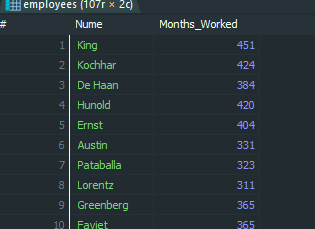 employees (107r × 2c)
# Nume Months_Worked
1 King 451
2 Kochhar 424
3 De Haan 384
4 Hunold 420
5 Ernst 404
6 Austin 331
7 Pataballa 323
8 Lorentz 311
9 Greenberg 365
10 Faviet 365